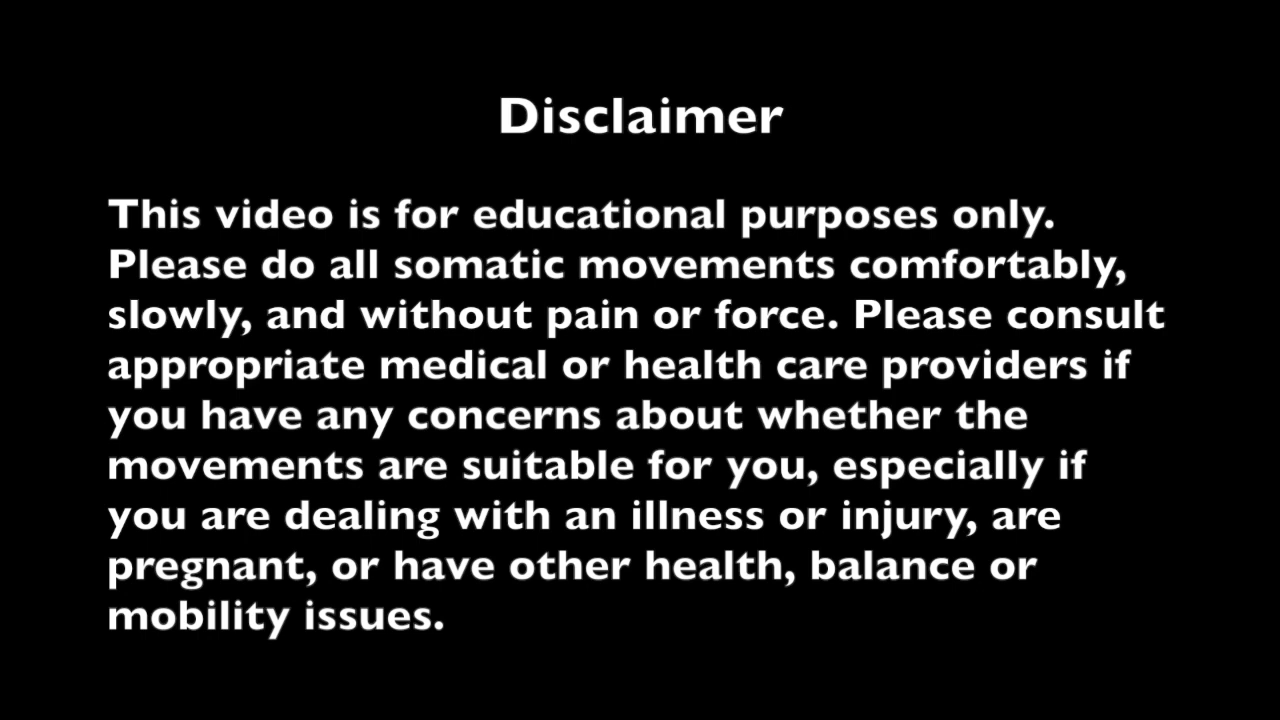 Disclaimer
This video is for educational purposes only.
Please do all somatic movements comfortably,
slowly, and without pain or force. Please consult
appropriate medical or health care providers if
you have any concerns about whether the
movements are suitable for you, especially if
you are dealing with an illness or injury, are
pregnant, or have other health, balance or
mobility issues.